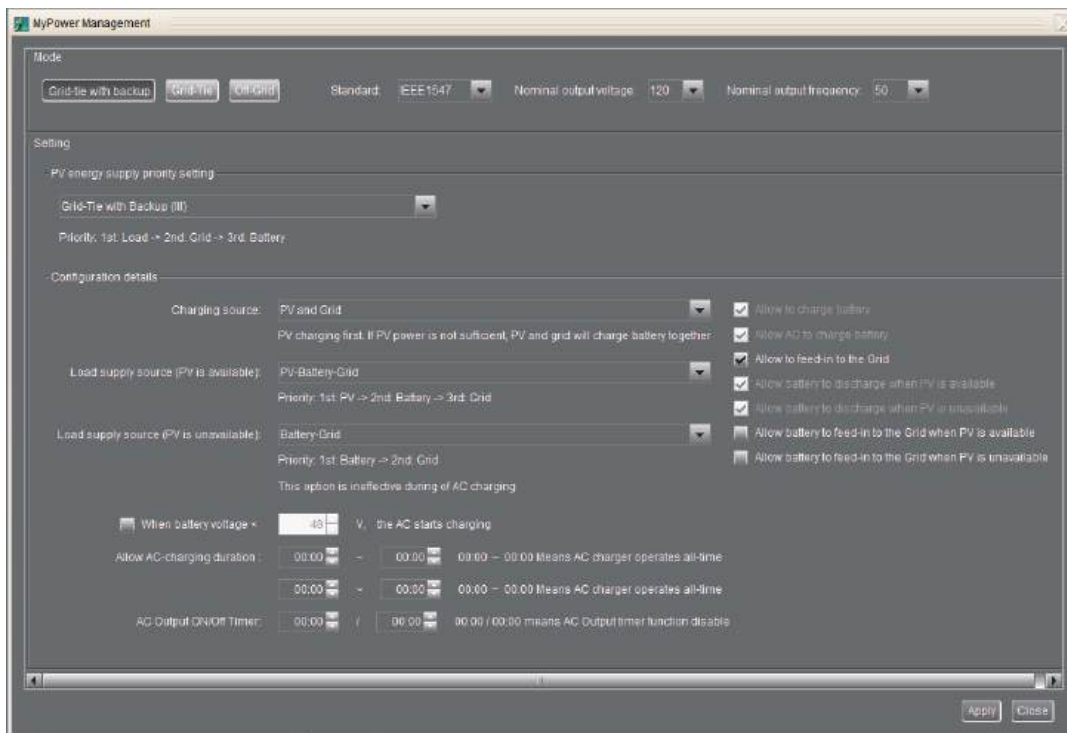 MyPower Management
Mode
Grid-tie with backup Grid-Tie Off-Grid Standard: IEEE1547 Nominal output voltage 120 Nominal output frequency: 50
Setting
PV energy supply priority setting
Grid-Tie with Backup (III)
Priority: 1st: Load -> 2nd: Grid -> 3rd: Battery
Configuration details
Charging source: PV and Grid Allow to charge battery
PV charging first. If PV power is not sufficient, PV and grid will charge battery together Allow AC to charge battery
Allow to feed-in to the Grid
Load supply source (PV is available): PV-Battery-Grid Allow battery to discharge when PV is available
Priority: 1st: PV -> 2nd: Battery -> 3rd: Grid Allow battery to discharge when PV is unavailable
Load supply source (PV is unavailable): Battery-Grid Allow battery to feed-in to the Grid when PV is available
Priority: 1st: Battery -> 2nd: Grid Allow battery to feed-in to the Grid when PV is unavailable
This option is ineffective during of AC charging
When battery voltage < 48 V, the AC starts charging
Allow AC-charging duration : 00:00 ~ 00:00 00:00 ~ 00:00 Means AC charger operates all-time
00:00 ~ 00:00 00:00 ~ 00:00 Means AC charger operates all-time
AC Output ON/Off Timer: 00:00 / 00:00 00:00 / 00:00 means AC Output timer function disable
Apply Close